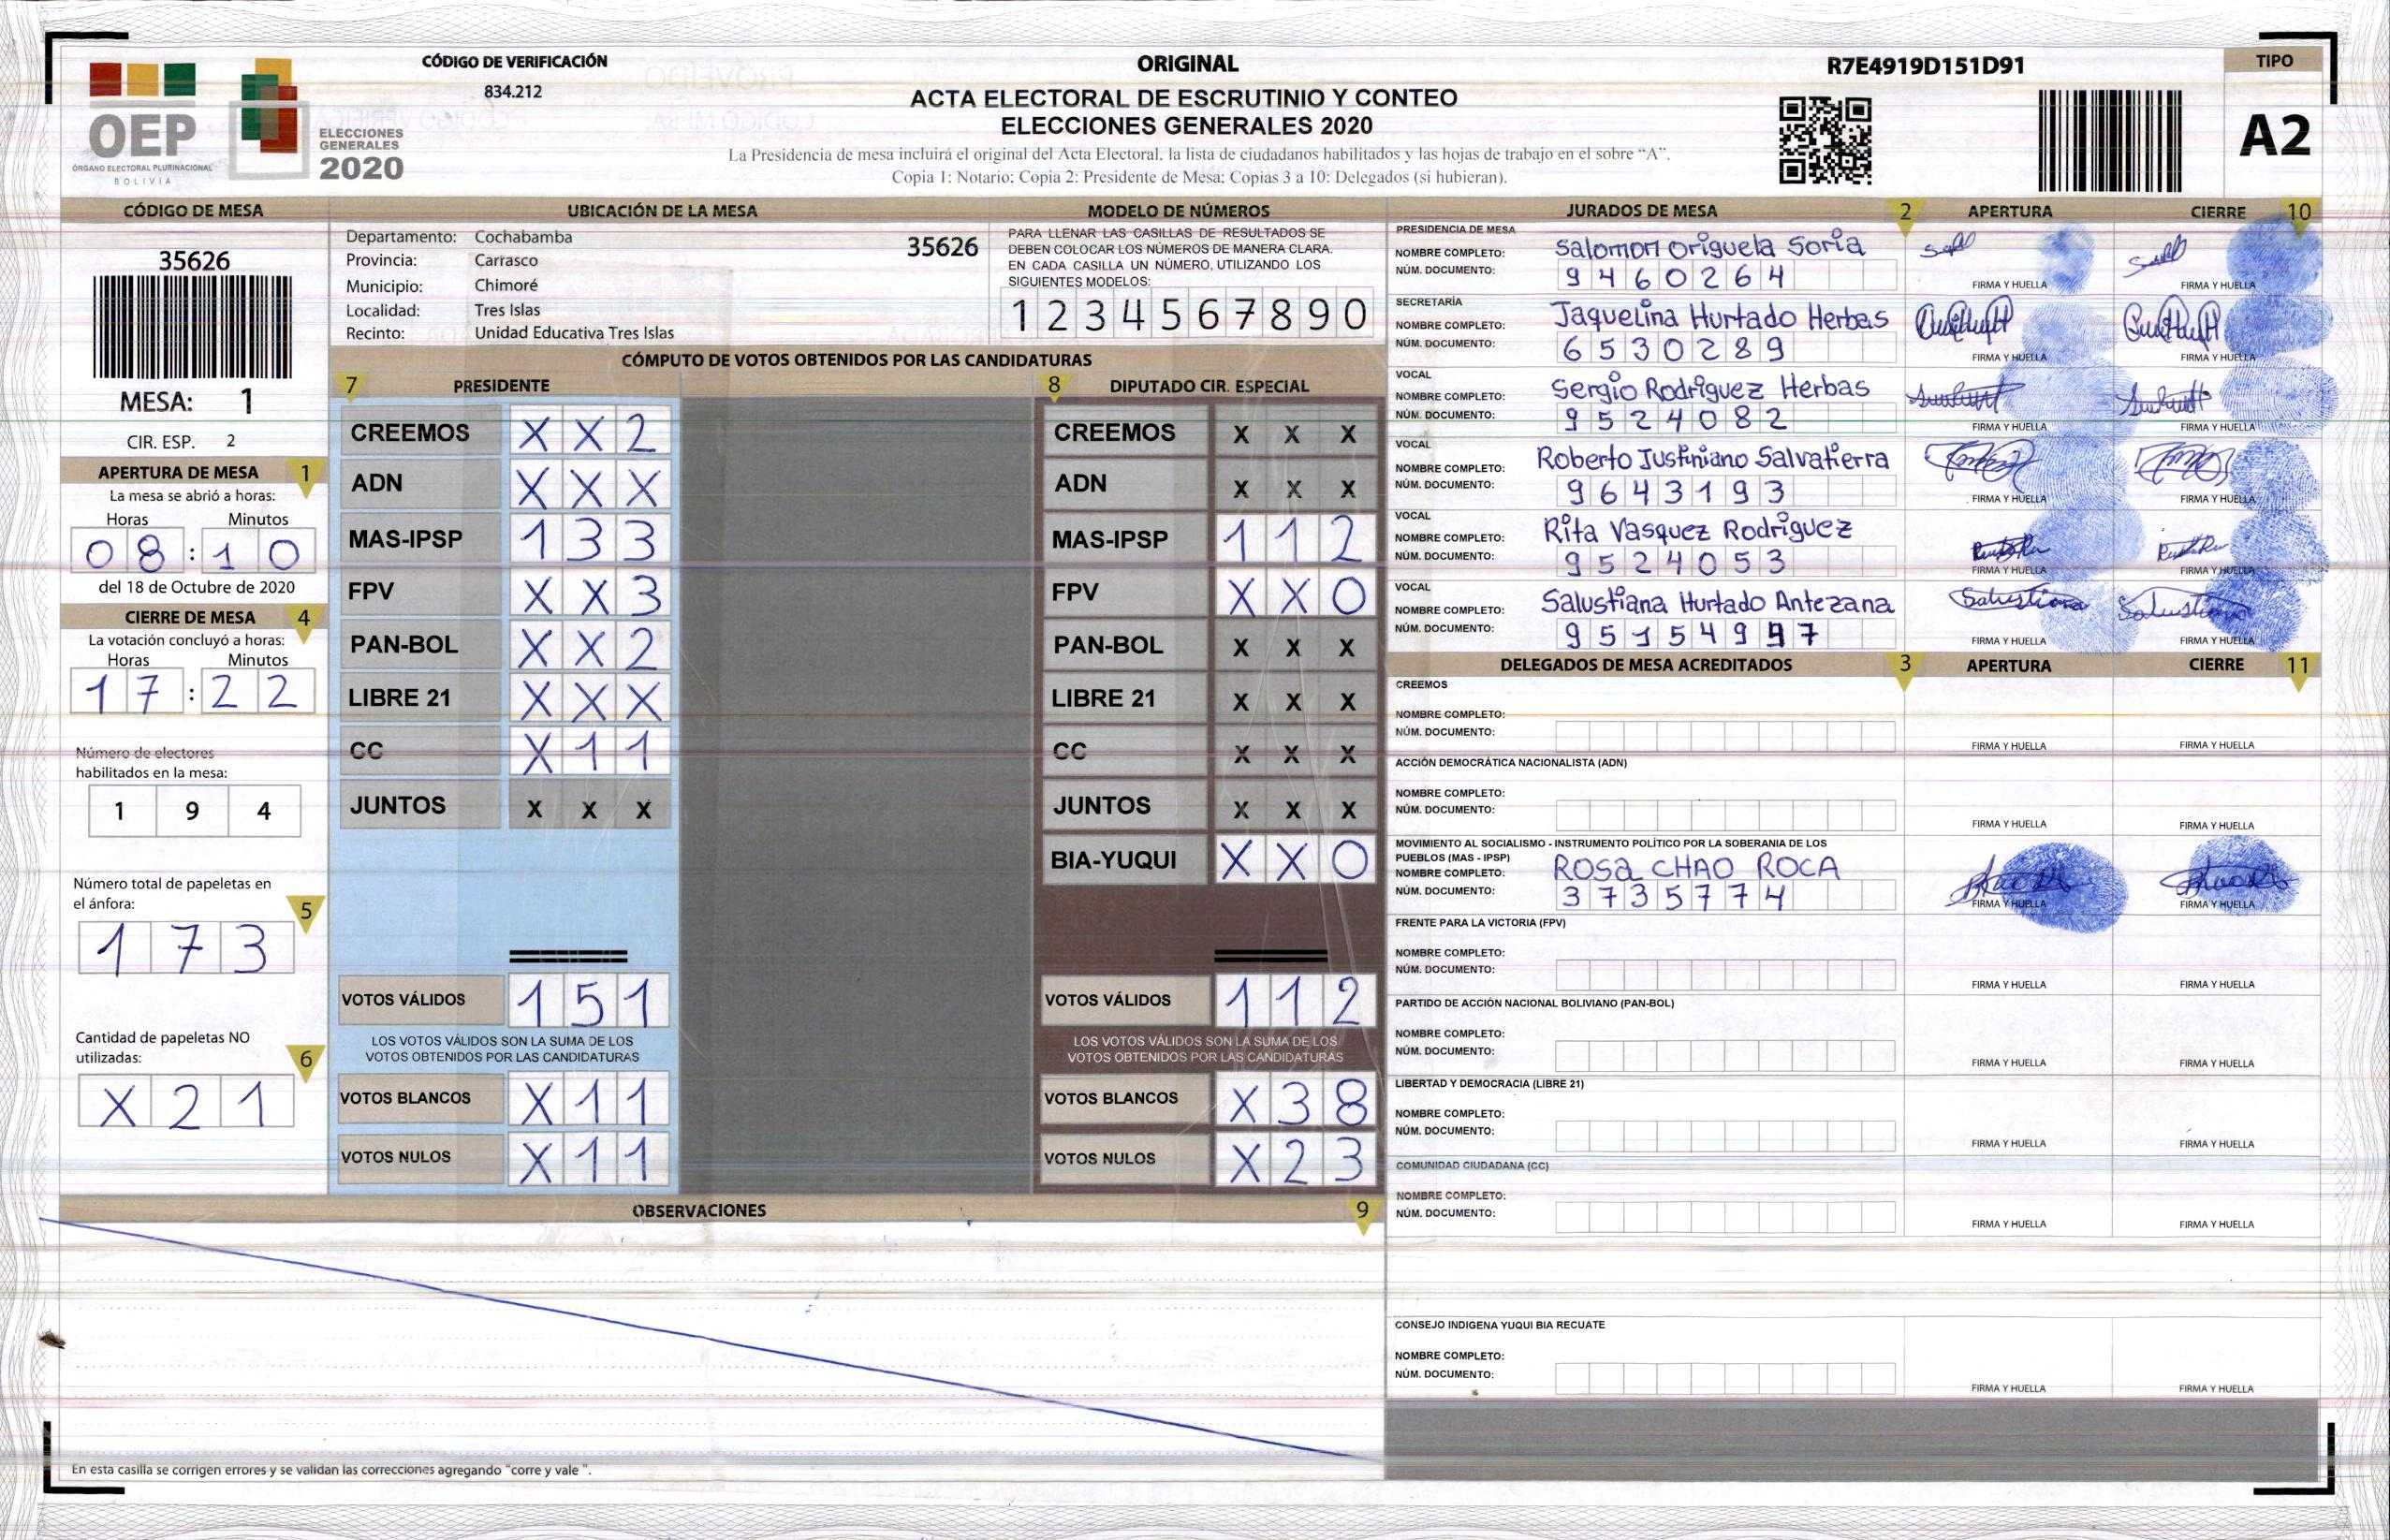 CÓDIGO DE VERIFICACIÓN
834.212
OEP
ÓRGANO ELECTORAL PLURINACIONAL
BOLIVIA
ELECCIONES
GENERALES
2020
ORIGINAL
ACTA ELECTORAL DE ESCRUTINIO Y CONTEO
ELECCIONES GENERALES 2020
La Presidencia de mesa incluirá el original del Acta Electoral, la lista de ciudadanos habilitados y las hojas de trabajo en el sobre “A”.
Copia 1: Notario; Copia 2: Presidente de Mesa; Copias 3 a 10: Delegados (si hubieran).
R7E4919D151D91
TIPO
A2
CÓDIGO DE MESA
35626
MESA: 1
CIR. ESP. 2
APERTURA DE MESA 1
La mesa se abrió a horas:
Horas Minutos
08:10
del 18 de Octubre de 2020
CIERRE DE MESA 4
La votación concluyó a horas:
Horas Minutos
17:22
Número de electores
habilitados en la mesa:
1 9 4
Número total de papeletas en
el ánfora:
5
1 7 3
Cantidad de papeletas NO
utilizadas:
6
X 2 1
UBICACIÓN DE LA MESA
Departamento: Cochabamba
35626
Provincia: Carrasco
Municipio: Chimoré
Localidad: Tres Islas
Recinto: Unidad Educativa Tres Islas
MODELO DE NÚMEROS
PARA LLENAR LAS CASILLAS DE RESULTADOS SE
DEBEN COLOCAR LOS NÚMEROS DE MANERA CLARA.
EN CADA CASILLA UN NÚMERO, UTILIZANDO LOS
SIGUIENTES MODELOS:
1 2 3 4 5 6 7 8 9 0
CÓMPUTO DE VOTOS OBTENIDOS POR LAS CANDIDATURAS
7 PRESIDENTE
CREEMOS X X 2
ADN X X X
MAS-IPSP 1 3 3
FPV X X 3
PAN-BOL X X 2
LIBRE 21 X X X
CC X 1 1
JUNTOS X X X
VOTOS VÁLIDOS 1 5 1
LOS VOTOS VÁLIDOS SON LA SUMA DE LOS
VOTOS OBTENIDOS POR LAS CANDIDATURAS
VOTOS BLANCOS X 1 1
VOTOS NULOS X 1 1
8 DIPUTADO CIR. ESPECIAL
CREEMOS X X X
ADN X X X
MAS-IPSP 1 1 2
FPV X X 0
PAN-BOL X X X
LIBRE 21 X X X
CC X X X
JUNTOS X X X
BIA-YUQUI X X 0
VOTOS VÁLIDOS 1 1 2
LOS VOTOS VÁLIDOS SON LA SUMA DE LOS
VOTOS OBTENIDOS POR LAS CANDIDATURAS
VOTOS BLANCOS X 3 8
VOTOS NULOS X 2 3
OBSERVACIONES 9
En esta casilla se corrigen errores y se validan las correcciones agregando "corre y vale ".
JURADOS DE MESA 2 APERTURA CIERRE 10
PRESIDENCIA DE MESA
NOMBRE COMPLETO: Salomon Origuela Soria
NÚM. DOCUMENTO: 9460264
FIRMA Y HUELLA FIRMA Y HUELLA
SECRETARÍA
NOMBRE COMPLETO: Jaquelina Hurtado Herbas
NÚM. DOCUMENTO: 6530289
FIRMA Y HUELLA FIRMA Y HUELLA
VOCAL
NOMBRE COMPLETO: Sergio Rodriguez Herbas
NÚM. DOCUMENTO: 9524082
FIRMA Y HUELLA FIRMA Y HUELLA
VOCAL
NOMBRE COMPLETO: Roberto Justiniano Salvatierra
NÚM. DOCUMENTO: 9643193
FIRMA Y HUELLA FIRMA Y HUELLA
VOCAL
NOMBRE COMPLETO: Rita Vasquez Rodriguez
NÚM. DOCUMENTO: 9524053
FIRMA Y HUELLA FIRMA Y HUELLA
VOCAL
NOMBRE COMPLETO: Salustiana Hurtado Antezana
NÚM. DOCUMENTO:
Salustiana
FIRMA Y HUELLA FIRMA Y HUELLA
DELEGADOS DE MESA ACREDITADOS 3 APERTURA CIERRE 11
CREEMOS
NOMBRE COMPLETO:
NÚM. DOCUMENTO:
FIRMA Y HUELLA FIRMA Y HUELLA
ACCIÓN DEMOCRÁTICA NACIONALISTA (ADN)
NOMBRE COMPLETO:
NÚM. DOCUMENTO:
FIRMA Y HUELLA FIRMA Y HUELLA
MOVIMIENTO AL SOCIALISMO - INSTRUMENTO POLÍTICO POR LA SOBERANIA DE LOS
PUEBLOS (MAS - IPSP)
NOMBRE COMPLETO: ROSA CHAO ROCA
NÚM. DOCUMENTO: 3735774
FIRMA Y HUELLA FIRMA Y HUELLA
FRENTE PARA LA VICTORIA (FPV)
NOMBRE COMPLETO:
NÚM. DOCUMENTO:
FIRMA Y HUELLA FIRMA Y HUELLA
PARTIDO DE ACCIÓN NACIONAL BOLIVIANO (PAN-BOL)
NOMBRE COMPLETO:
NÚM. DOCUMENTO:
FIRMA Y HUELLA FIRMA Y HUELLA
LIBERTAD Y DEMOCRACIA (LIBRE 21)
NOMBRE COMPLETO:
NÚM. DOCUMENTO:
FIRMA Y HUELLA FIRMA Y HUELLA
COMUNIDAD CIUDADANA (CC)
NOMBRE COMPLETO:
NÚM. DOCUMENTO:
FIRMA Y HUELLA FIRMA Y HUELLA
CONSEJO INDIGENA YUQUI BIA RECUATE
NOMBRE COMPLETO:
NÚM. DOCUMENTO:
FIRMA Y HUELLA FIRMA Y HUELLA